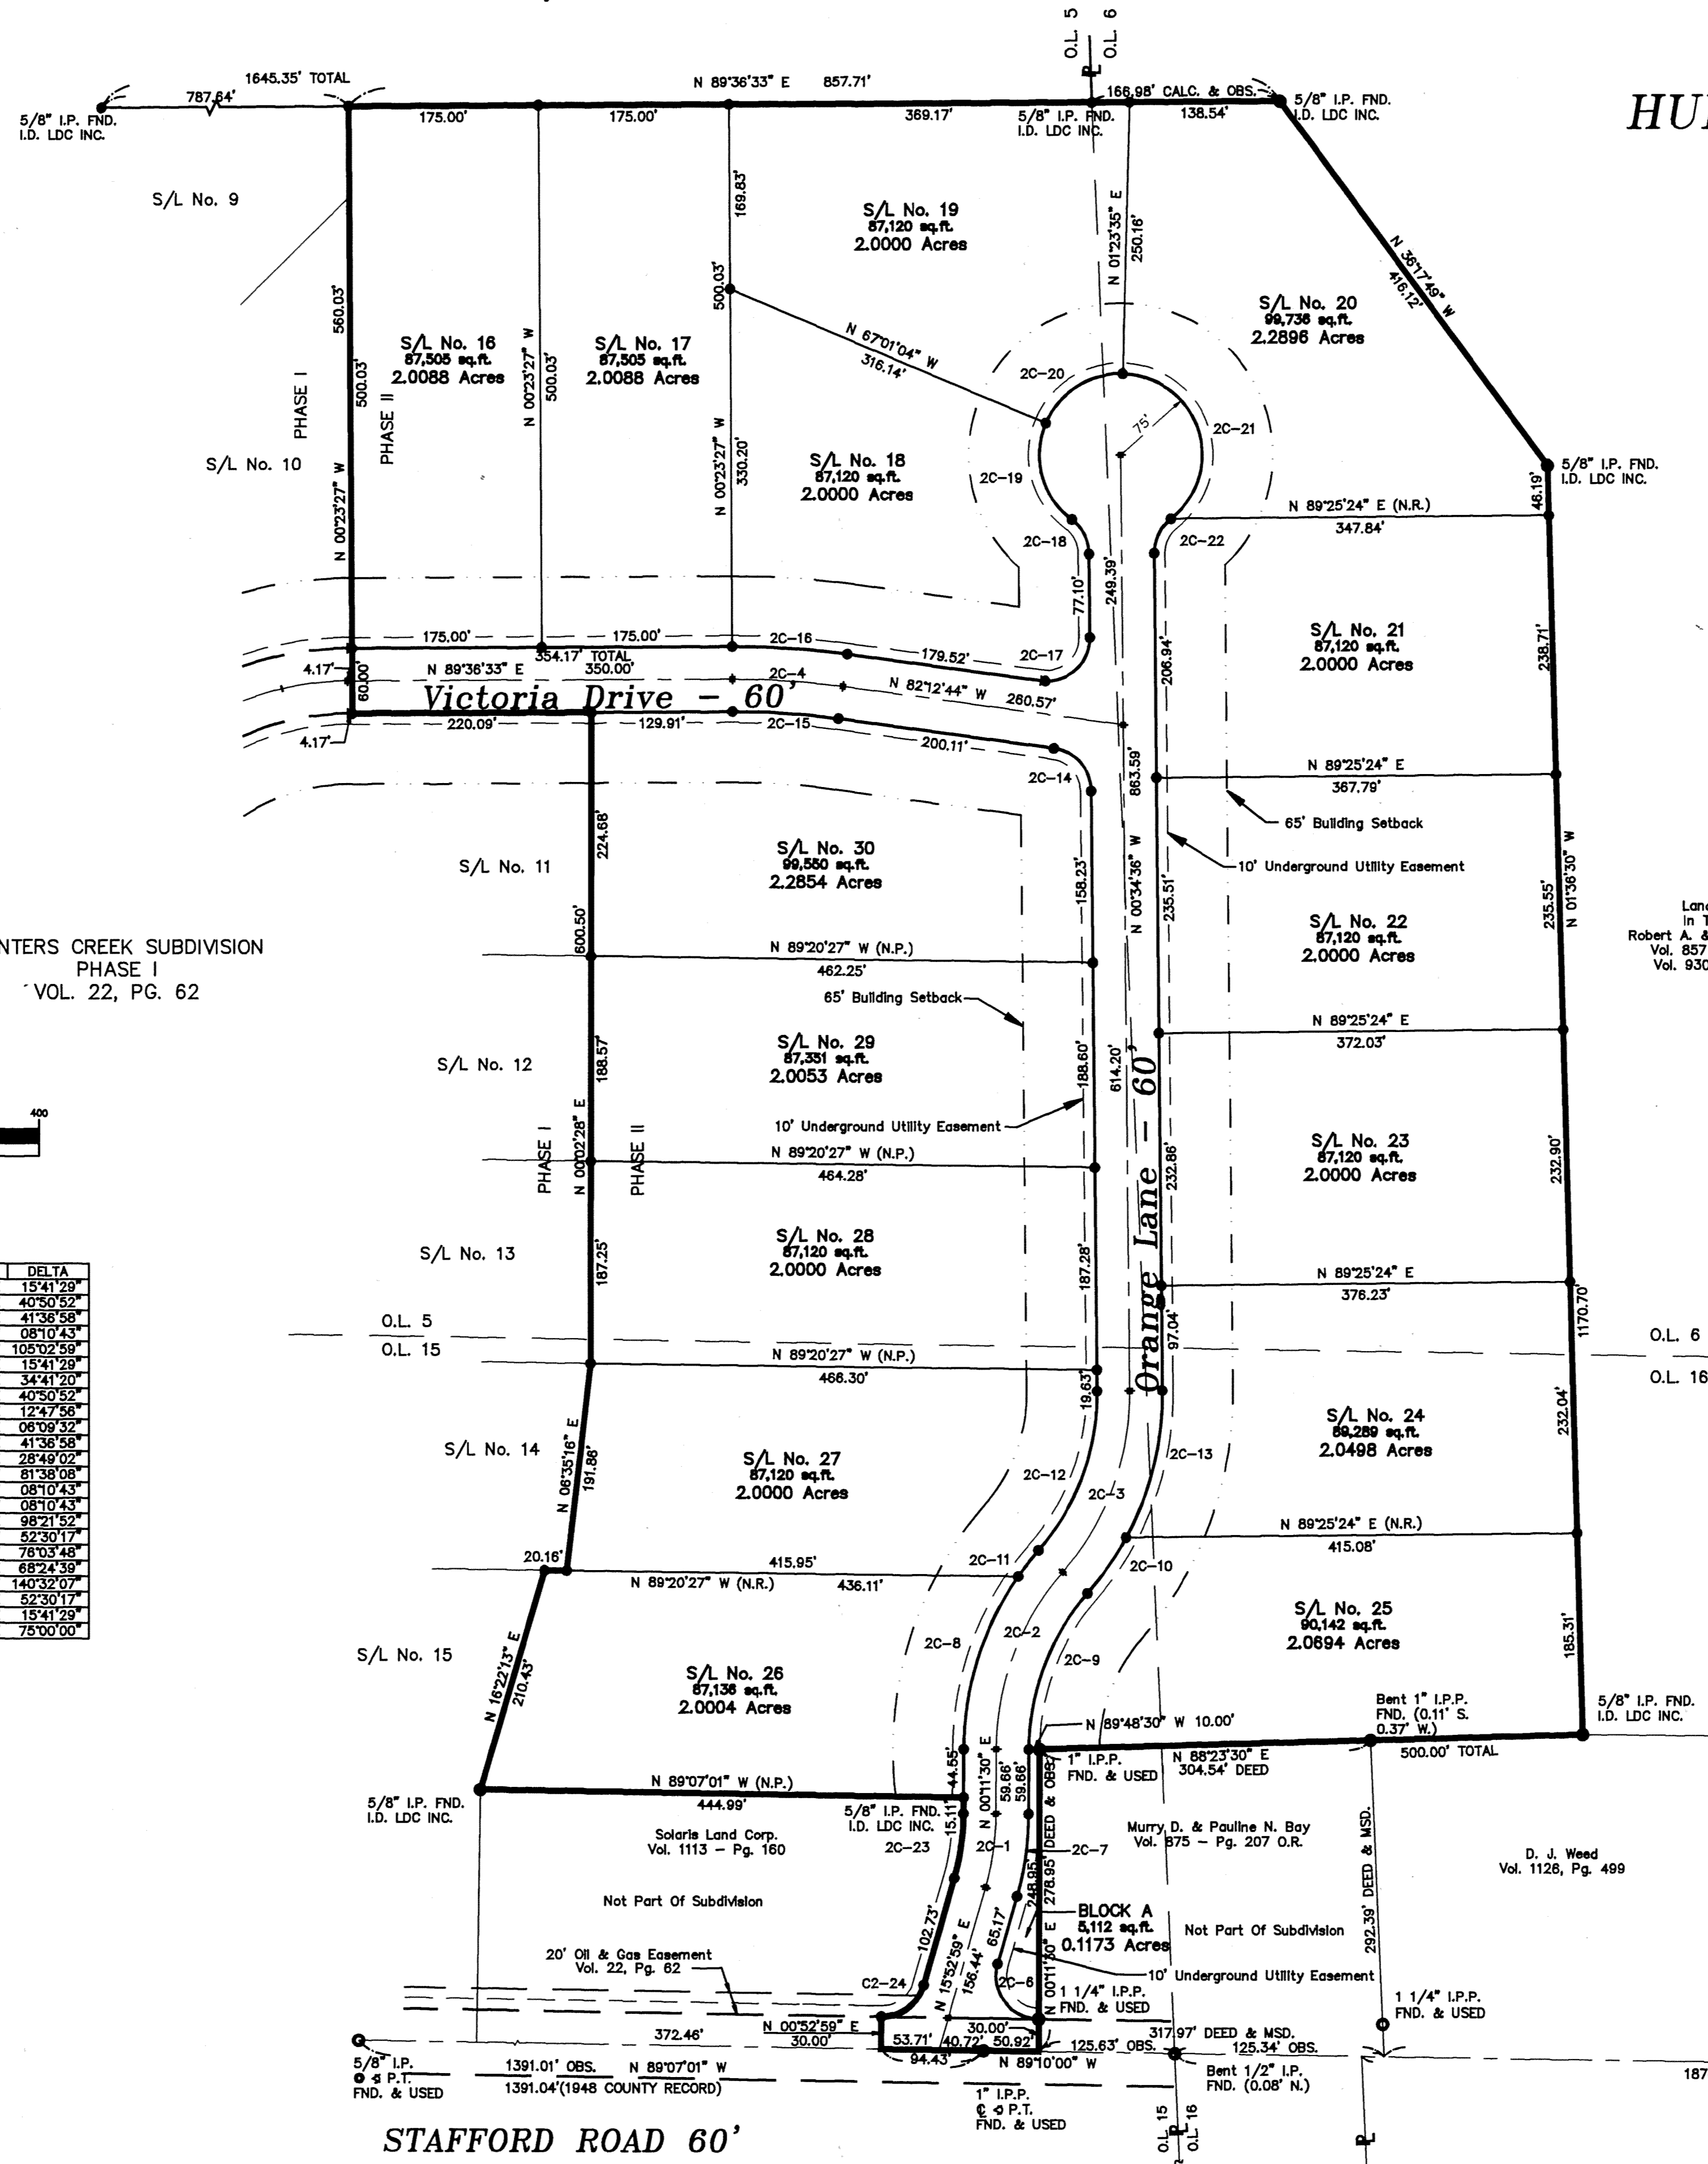 O.L. 5
O.L. 6
1645.35' TOTAL
787.64'
N 89°36'33" E 857.71'
175.00'
175.00'
369.17'
166.98' CALC. & OBS.
138.54'
5/8" I.P. FND.
I.D. LDC INC.
5/8" I.P. FND.
I.D. LDC INC.
5/8" I.P. FND.
I.D. LDC INC.
HU
S/L No. 9
169.83'
S/L No. 19
87,120 sq.ft.
2.0000 Acres
N 01°23'35" E
250.16'
N 36°17'49" W
416.12'
560.03'
500.03'
N 00°23'27" W
PHASE I
PHASE II
S/L No. 10
S/L No. 16
87,505 sq.ft.
2.0088 Acres
N 00°23'27" W
500.03'
S/L No. 17
87,505 sq.ft.
2.0088 Acres
500.03'
N 00°23'27" W
330.20'
N 67°01'04" W
316.14'
S/L No. 20
99,736 sq.ft.
2.2896 Acres
2C-20
75'
2C-21
S/L No. 18
87,120 sq.ft.
2.0000 Acres
2C-19
2C-18
2C-22
5/8" I.P. FND.
I.D. LDC INC.
46.19'
N 89°25'24" E (N.R.)
347.84'
249.39'
77.10'
206.94'
S/L No. 21
87,120 sq.ft.
2.0000 Acres
238.71'
175.00'
175.00'
2C-16
179.52'
2C-17
354.17' TOTAL
4.17'
N 89°36'33" E
350.00'
2C-4
N 82°12'44" W
260.57'
60.00'
Victoria Drive - 60'
220.09'
129.91'
2C-15
200.11'
4.17'
2C-14
863.59'
N 89°25'24" E
367.79'
65' Building Setback
10' Underground Utility Easement
224.68'
S/L No. 11
S/L No. 30
99,550 sq.ft.
2.2854 Acres
158.23'
N 00°34'36" W
235.51'
S/L No. 22
87,120 sq.ft.
2.0000 Acres
235.55'
N 01°36'30" W
600.50'
N 89°20'27" W (N.P.)
462.25'
65' Building Setback
Lan
In T
Robert A. &
Vol. 857
Vol. 930
NTERS CREEK SUBDIVISION
PHASE I
VOL. 22, PG. 62
N 89°25'24" E
372.03'
S/L No. 12
188.57'
S/L No. 29
87,351 sq.ft.
2.0053 Acres
188.60'
614.20'
Orange Lane - 60'
400
10' Underground Utility Easement
N 89°20'27" W (N.P.)
464.28'
PHASE I
N 00°02'28" E
PHASE II
232.86'
S/L No. 23
87,120 sq.ft.
2.0000 Acres
232.90'
S/L No. 13
187.25'
S/L No. 28
87,120 sq.ft.
2.0000 Acres
187.28'
N 89°25'24" E
376.23'
1170.70'
DELTA
15°41'29"
40°50'52"
41°36'58"
08°10'43"
105°02'59"
15°41'29"
34°41'20"
40°50'52"
12°47'56"
06°09'32"
41°36'58"
28°49'02"
81°38'08"
08°10'43"
08°10'43"
98°21'52"
52°30'17"
76°03'48"
68°24'39"
140°32'07"
52°30'17"
15°41'29"
75°00'00"
O.L. 5
O.L. 15
O.L. 6
O.L. 16
97.04'
N 89°20'27" W (N.P.)
466.30'
19.63'
S/L No. 14
N 06°35'16" E
191.86'
S/L No. 27
87,120 sq.ft.
2.0000 Acres
2C-12
2C-3
2C-13
S/L No. 24
89,289 sq.ft.
2.0498 Acres
232.04'
20.16'
415.95'
N 89°20'27" W (N.R.)
436.11'
2C-11
2C-10
N 89°25'24" E (N.R.)
415.08'
S/L No. 15
N 16°22'13" E
210.43'
S/L No. 26
87,136 sq.ft.
2.0004 Acres
2C-8
2C-2
2C-9
S/L No. 25
90,142 sq.ft.
2.0694 Acres
185.31'
N 89°48'30" W 10.00'
Bent 1" I.P.P.
FND. (0.11' S.
0.37' W.)
5/8" I.P. FND.
I.D. LDC INC.
N 88°23'30" E
304.54' DEED
500.00' TOTAL
1" I.P.P.
FND. & USED
44.55'
N 00°11'30" E
59.66'
59.66'
N 89°07'01" W (N.P.)
444.99'
5/8" I.P. FND.
I.D. LDC INC.
5/8" I.P. FND.
I.D. LDC INC.
15.11'
Solaris Land Corp.
Vol. 1113 - Pg. 160
2C-23
2C-1
2C-7
Murry D. & Pauline N. Bay
Vol. 875 - Pg. 207 O.R.
D. J. Weed
Vol. 1126, Pg. 499
Not Part Of Subdivision
248.95'
278.95' DEED & OBS.
N 00°11'30" E
BLOCK A
5,112 sq.ft.
0.1173 Acres
Not Part Of Subdivision
292.39' DEED & MSD.
102.73'
65.17'
N 15°52'59" E
156.44'
20' Oil & Gas Easement
Vol. 22, Pg. 62
C2-24
2C-6
10' Underground Utility Easement
1 1/4" I.P.P.
FND. & USED
1 1/4" I.P.P.
FND. & USED
372.46'
N 00°52'59" E
30.00'
30.00'
53.71'
40.72'
50.92'
94.43'
125.63' OBS.
317.97' DEED & MSD.
125.34' OBS.
N 89°10'00" W
5/8" I.P.
P.T.
FND. & USED
1391.01' OBS. N 89°07'01" W
1391.04'(1948 COUNTY RECORD)
Bent 1/2" I.P.
FND. (0.08' N.)
187
1" I.P.P.
P.T.
FND. & USED
STAFFORD ROAD 60'
O.L. 15
O.L. 16